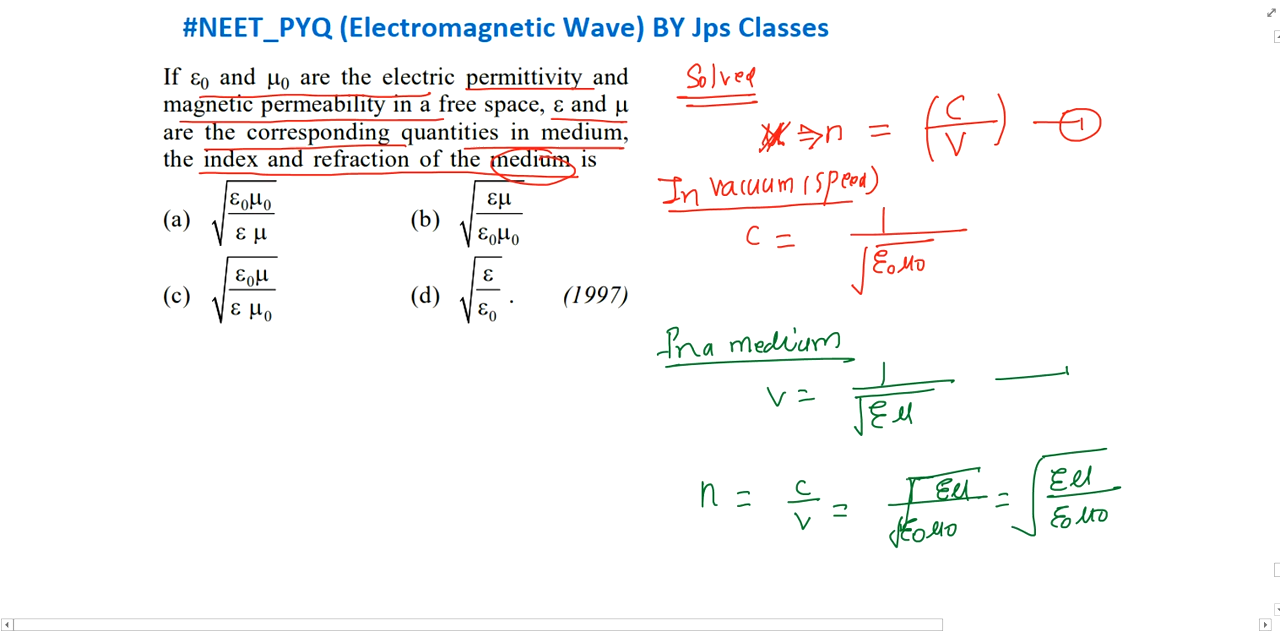 #NEET_PYQ (Electromagnetic Wave) BY Jps Classes
If ε₀ and μ₀ are the electric permittivity and
magnetic permeability in a free space, ε and μ
are the corresponding quantities in medium,
the index and refraction of the medium is
(a) √(ε₀μ₀ / ε μ) (b) √(εμ / ε₀μ₀)
(c) √(ε₀μ / ε μ₀) (d) √(ε / ε₀) . (1997)
Solved
⇒ n = (C/V) — ①
In vacuum (speed)
c = 1/√(ε₀μ₀)
In a medium
v = 1/√(εμ) —
n = c/v = √(εμ)/√(ε₀μ₀) = √(εμ/ε₀μ₀)